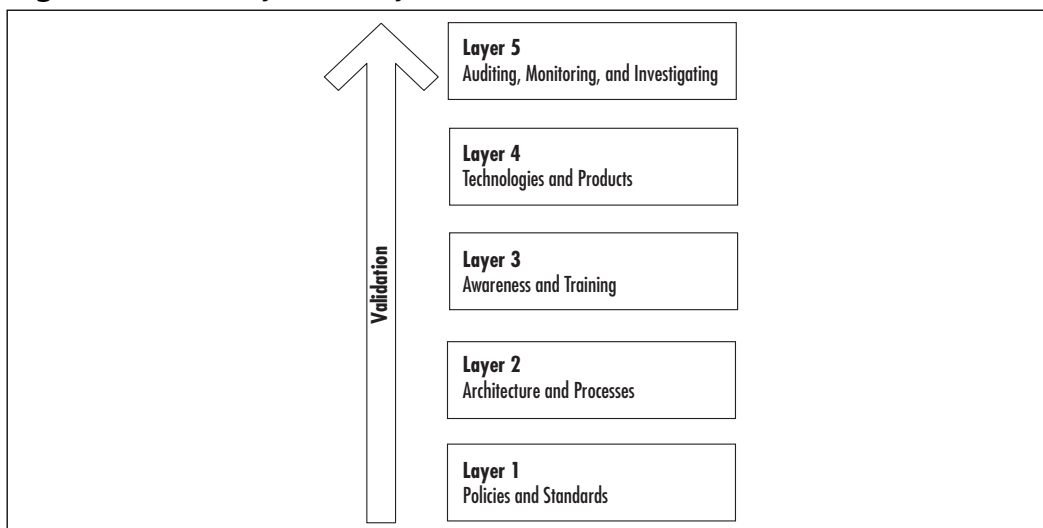 Layer 5
Auditing, Monitoring, and Investigating
Layer 4
Technologies and Products
Validation
Layer 3
Awareness and Training
Layer 2
Architecture and Processes
Layer 1
Policies and Standards